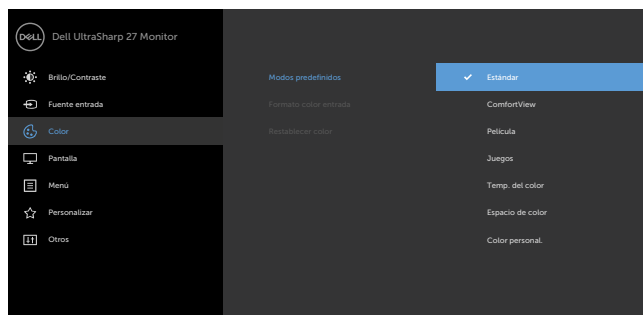 DELL Dell UltraSharp 27 Monitor
Brillo/Contraste
Modos predefinidos
Estándar
Fuente entrada
Formato color entrada
ComfortView
Color
Restablecer color
Película
Pantalla
Juegos
Menú
Temp. del color
Personalizar
Espacio de color
Otros
Color personal.